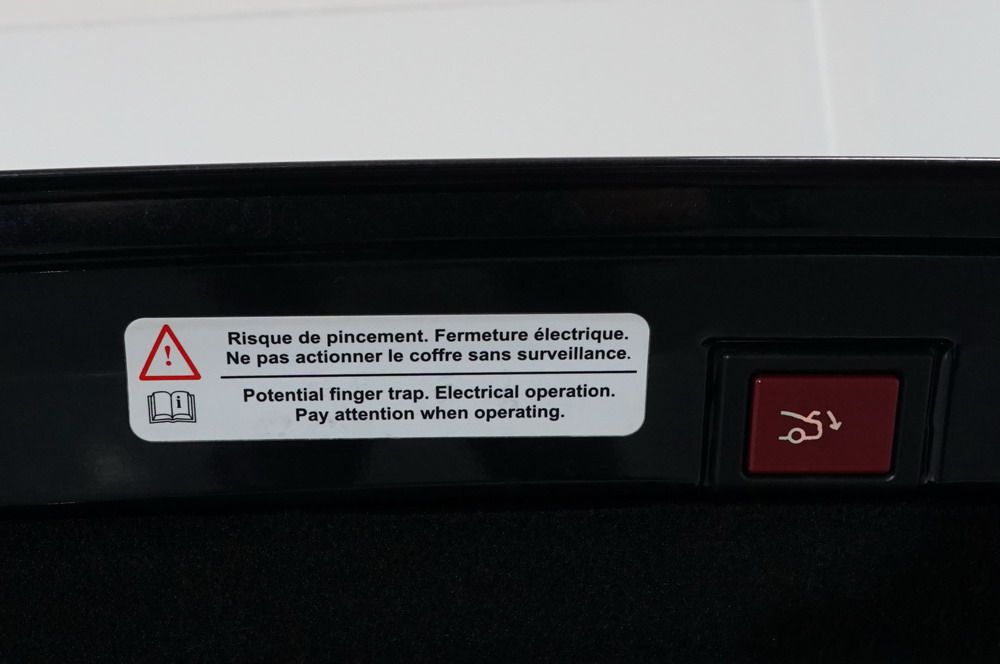 Risque de pincement. Fermeture électrique.
Ne pas actionner le coffre sans surveillance.
Potential finger trap. Electrical operation.
Pay attention when operating.